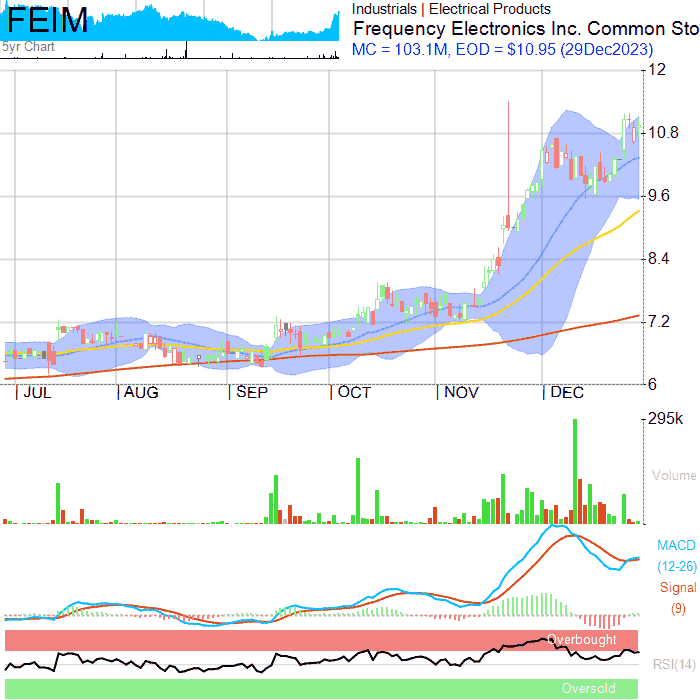 FEIM
5yr Chart
Industrials | Electrical Products
Frequency Electronics Inc. Common Sto
MC = 103.1M, EOD = $10.95 (29Dec2023)
12
10.8
9.6
8.4
7.2
6
JUL AUG SEP OCT NOV DEC
295k
Volume
MACD
(12-26)
Signal
(9)
Overbought
RSI(14)
Oversold